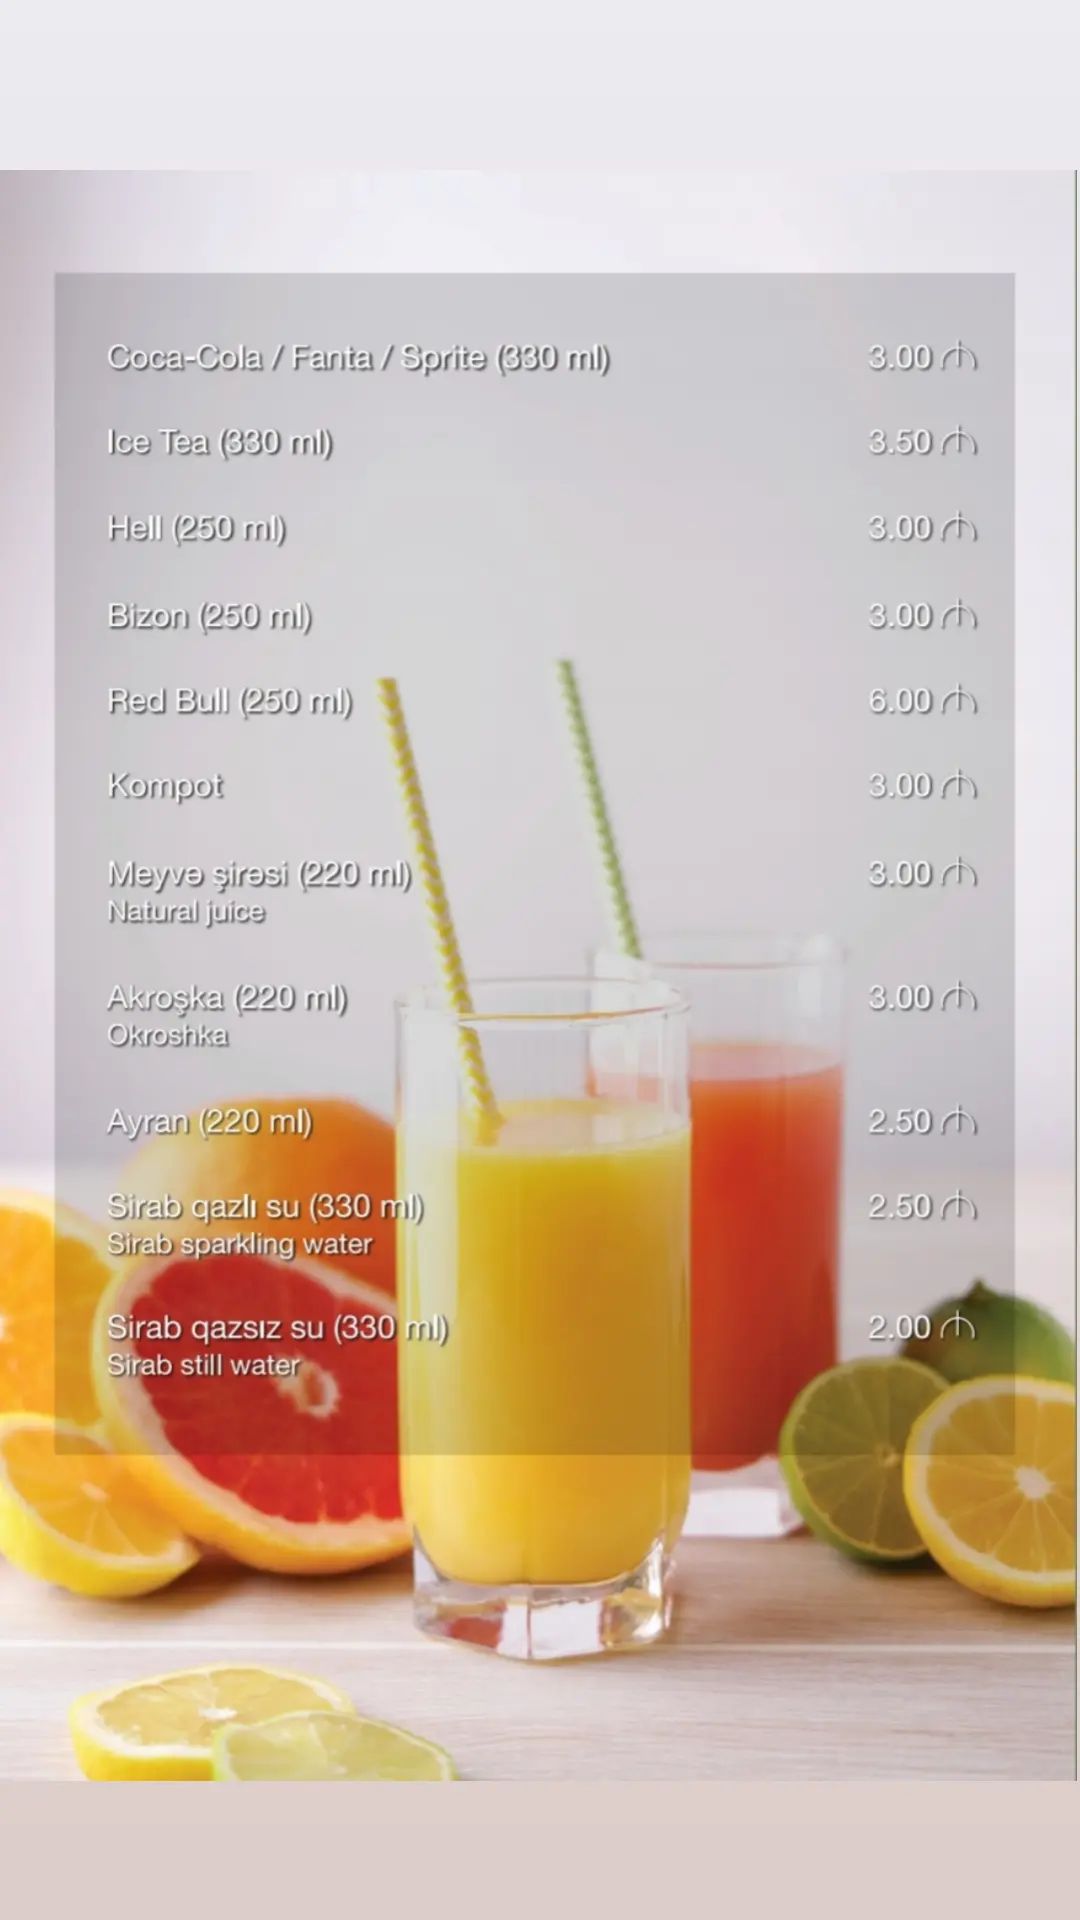 Coca-Cola / Fanta / Sprite (330 ml) 3.00 ₼
Ice Tea (330 ml) 3.50 ₼
Hell (250 ml) 3.00 ₼
Bizon (250 ml) 3.00 ₼
Red Bull (250 ml) 6.00 ₼
Kompot 3.00 ₼
Meyvə şirəsi (220 ml) 3.00 ₼
Natural juice
Akroşka (220 ml) 3.00 ₼
Okroshka
Ayran (220 ml) 2.50 ₼
Sirab qazlı su (330 ml) 2.50 ₼
Sirab sparkling water
Sirab qazsız su (330 ml) 2.00 ₼
Sirab still water